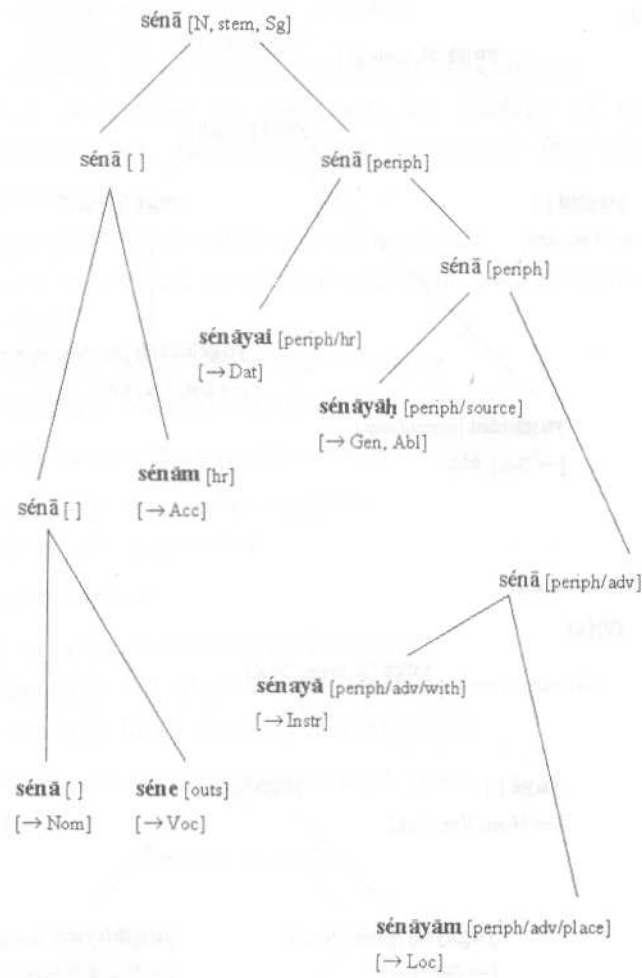 sénā [N, stem, Sg]
sénā [ ]
sénā [periph]
sénā [periph]
sénāyai [periph/hr]
[→ Dat]
sénāyāḥ [periph/source]
[→ Gen, Abl]
sénām [hr]
[→ Acc]
sénā [ ]
sénā [periph/adv]
sénayā [periph/adv/with]
[→ Instr]
sénā [ ]
[→ Nom]
séne [outs]
[→ Voc]
sénāyām [periph/adv/place]
[→ Loc]